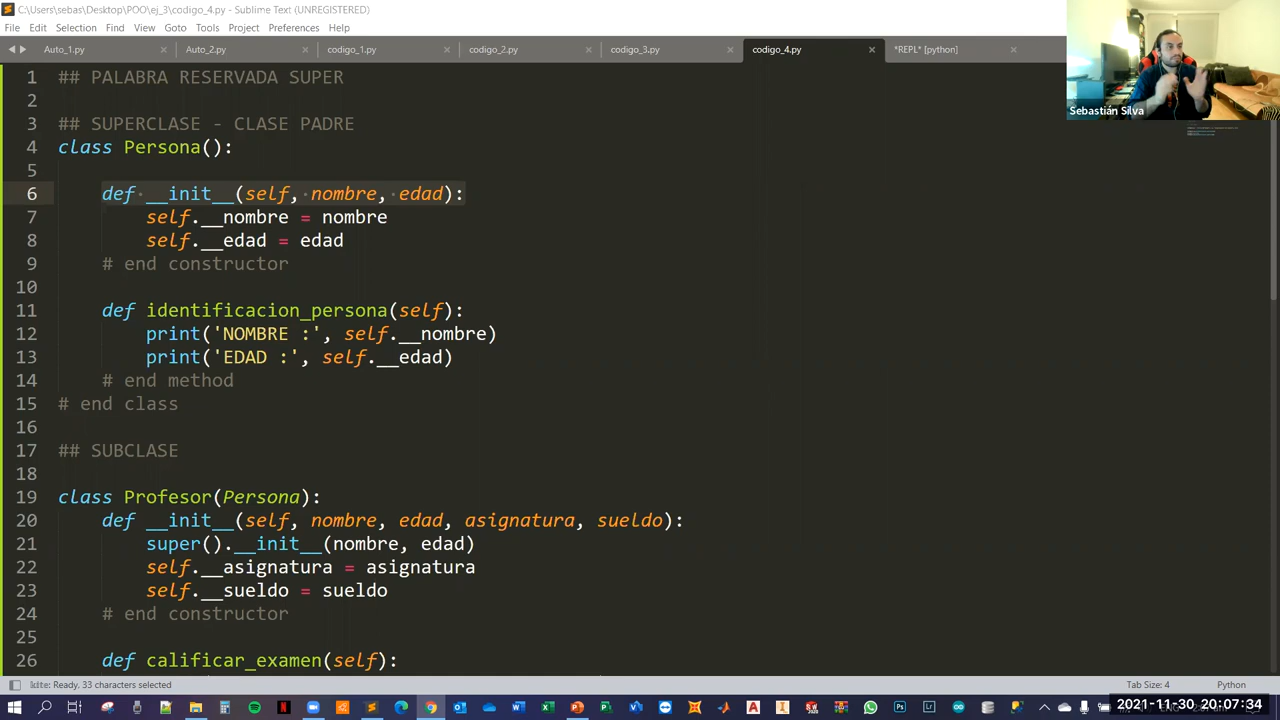 C:\Users\sebas\Desktop\POO\ej_3\codigo_4.py - Sublime Text (UNREGISTERED)
File Edit Selection Find View Goto Tools Project Preferences Help
Auto_1.py Auto_2.py codigo_1.py codigo_2.py codigo_3.py codigo_4.py *REPL* [python]
Sebastián Silva
1 ## PALABRA RESERVADA SUPER
2
3 ## SUPERCLASE - CLASE PADRE
4 class Persona():
5
6 def __init__(self, nombre, edad):
7 self.__nombre = nombre
8 self.__edad = edad
9 # end constructor
10
11 def identificacion_persona(self):
12 print('NOMBRE :', self.__nombre)
13 print('EDAD :', self.__edad)
14 # end method
15 # end class
16
17 ## SUBCLASE
18
19 class Profesor(Persona):
20 def __init__(self, nombre, edad, asignatura, sueldo):
21 super().__init__(nombre, edad)
22 self.__asignatura = asignatura
23 self.__sueldo = sueldo
24 # end constructor
25
26 def calificar_examen(self):
Ready, 33 characters selected Tab Size: 4 Python
2021-11-30 20:07:34